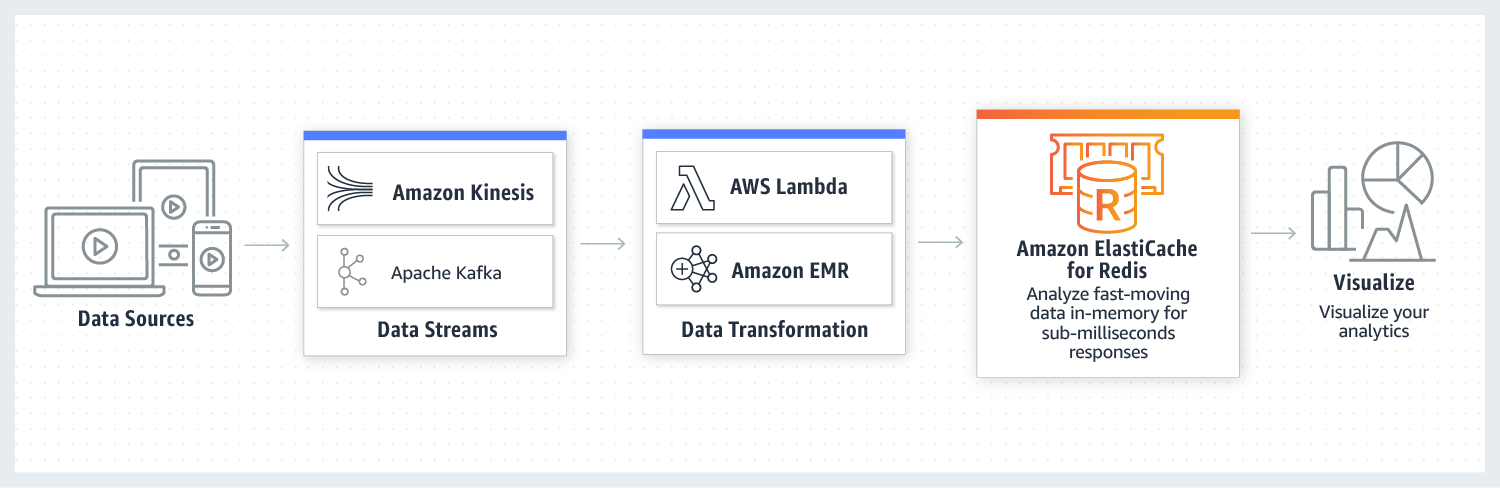 Data Sources
Amazon Kinesis
Apache Kafka
Data Streams
AWS Lambda
Amazon EMR
Data Transformation
R
Amazon ElastiCache
for Redis
Analyze fast-moving
data in-memory for
sub-milliseconds
responses
Visualize
Visualize your
analytics